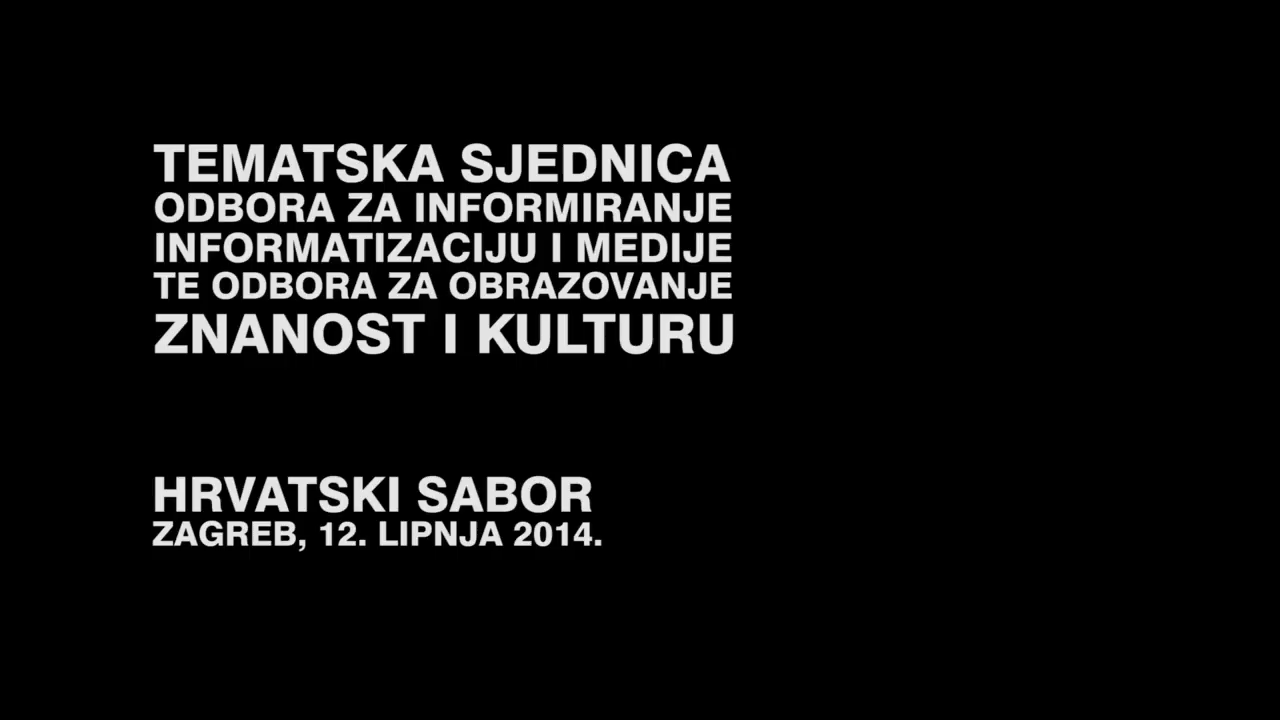 TEMATSKA SJEDNICA
ODBORA ZA INFORMIRANJE
INFORMATIZACIJU I MEDIJE
TE ODBORA ZA OBRAZOVANJE
ZNANOST I KULTURU
HRVATSKI SABOR
ZAGREB, 12. LIPNJA 2014.